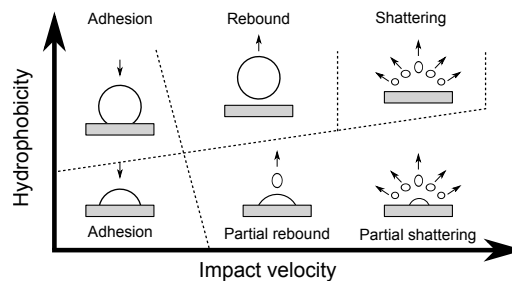 Adhesion Rebound Shattering
Hydrophobicity
Adhesion Partial rebound Partial shattering
Impact velocity